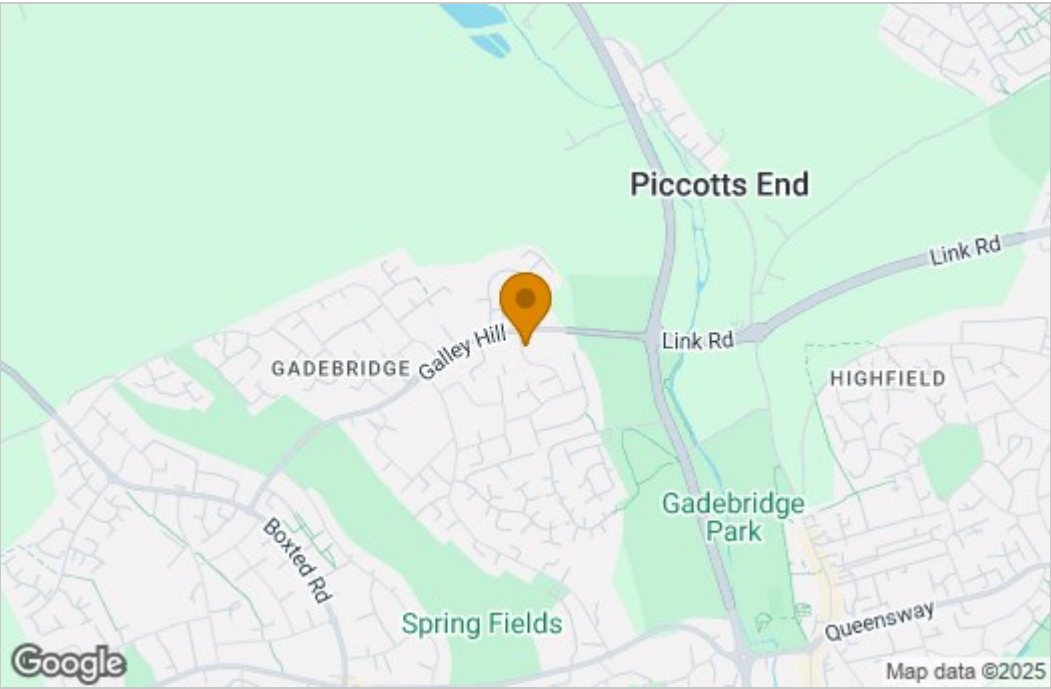 Piccotts End
Link Rd
Galley Hill
Link Rd
GADEBRIDGE
HIGHFIELD
Gadebridge
Park
Boxted Rd
Spring Fields
Queensway
Google
Map data ©2025